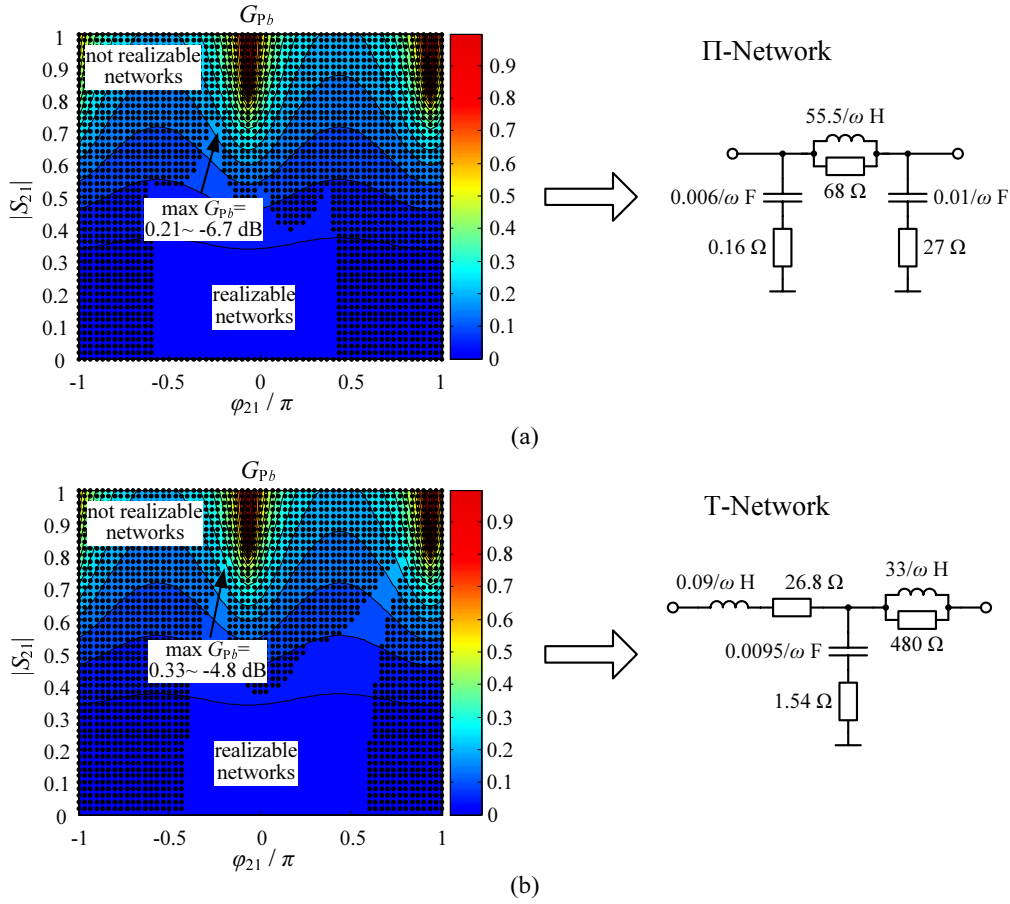 G_Pb
1
0.9
0.8
0.7
0.6
0.5
0.4
0.3
0.2
0.1
0
|S_21|
not realizable
networks
max G_Pb=
0.21~ -6.7 dB
realizable
networks
-1
-0.5
0
0.5
1
φ_21 / π
0.9
0.8
0.7
0.6
0.5
0.4
0.3
0.2
0.1
0
Π-Network
55.5/ω H
0.006/ω F
68 Ω
0.01/ω F
0.16 Ω
27 Ω
(a)
G_Pb
1
0.9
0.8
0.7
0.6
0.5
0.4
0.3
0.2
0.1
0
|S_21|
not realizable
networks
max G_Pb=
0.33~ -4.8 dB
realizable
networks
-1
-0.5
0
0.5
1
φ_21 / π
0.9
0.8
0.7
0.6
0.5
0.4
0.3
0.2
0.1
0
T-Network
0.09/ω H
26.8 Ω
33/ω H
0.0095/ω F
480 Ω
1.54 Ω
(b)